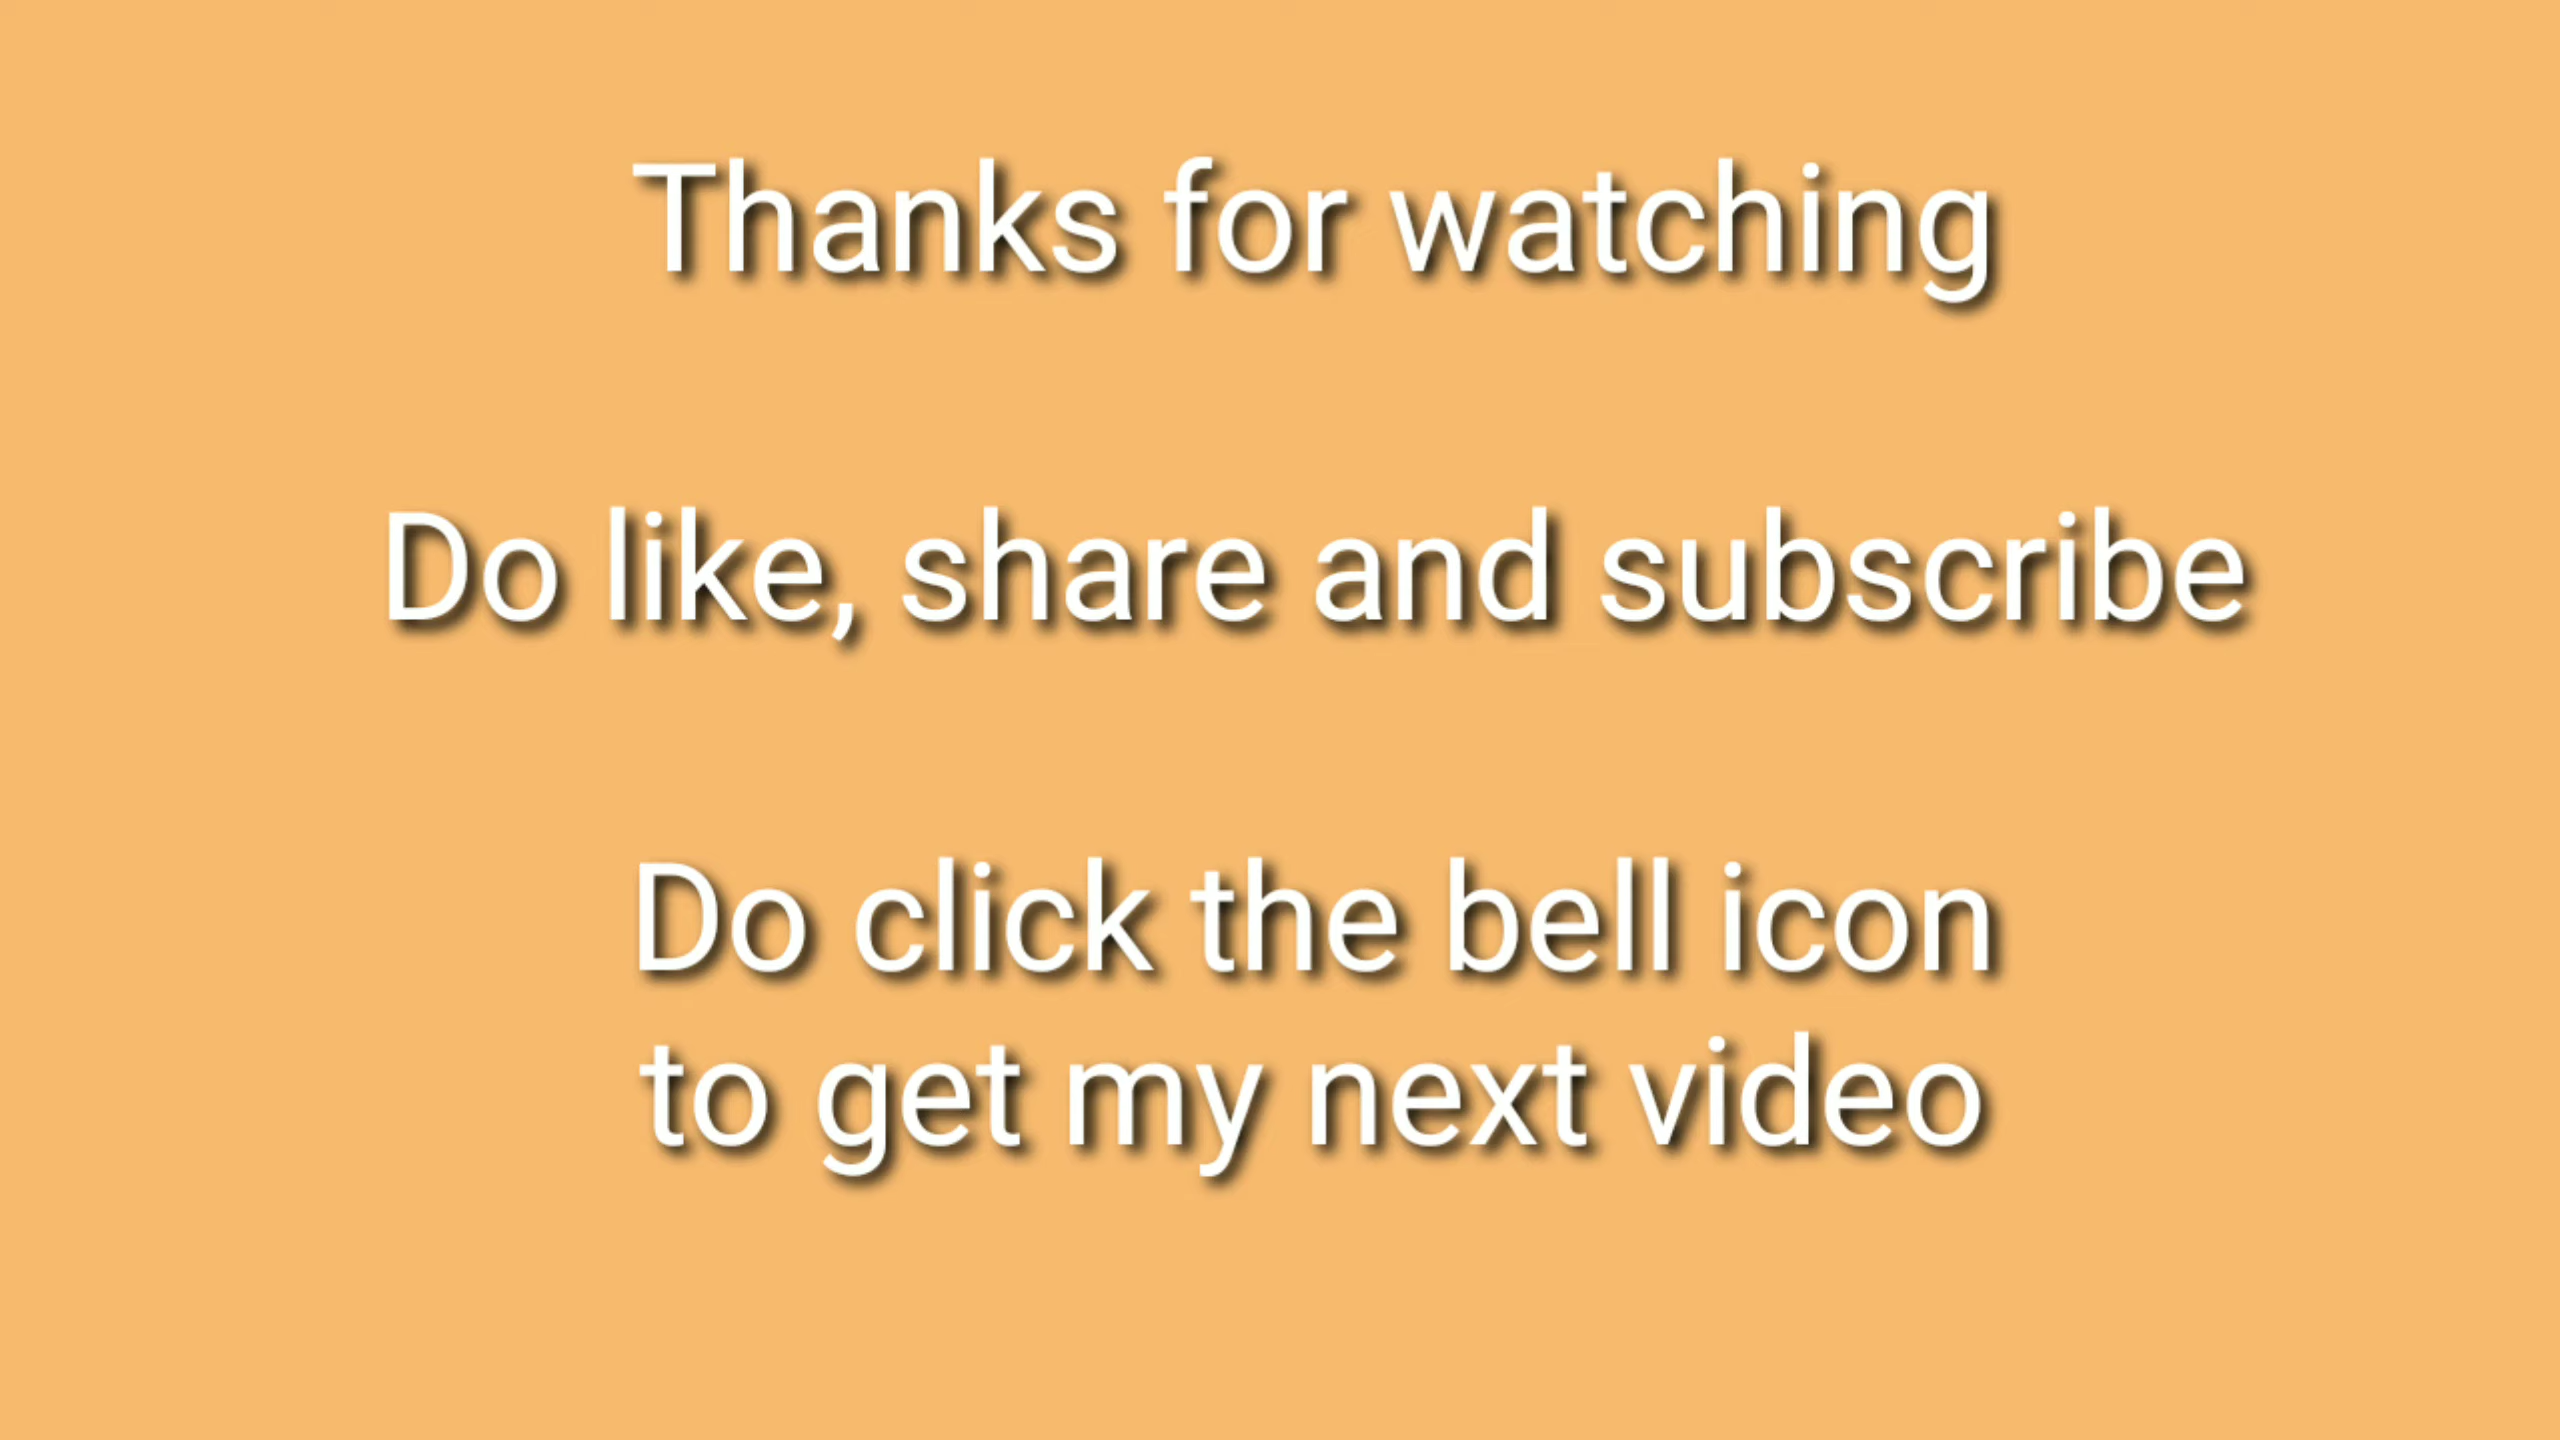 Thanks for watching
Do like, share and subscribe
Do click the bell icon
to get my next video